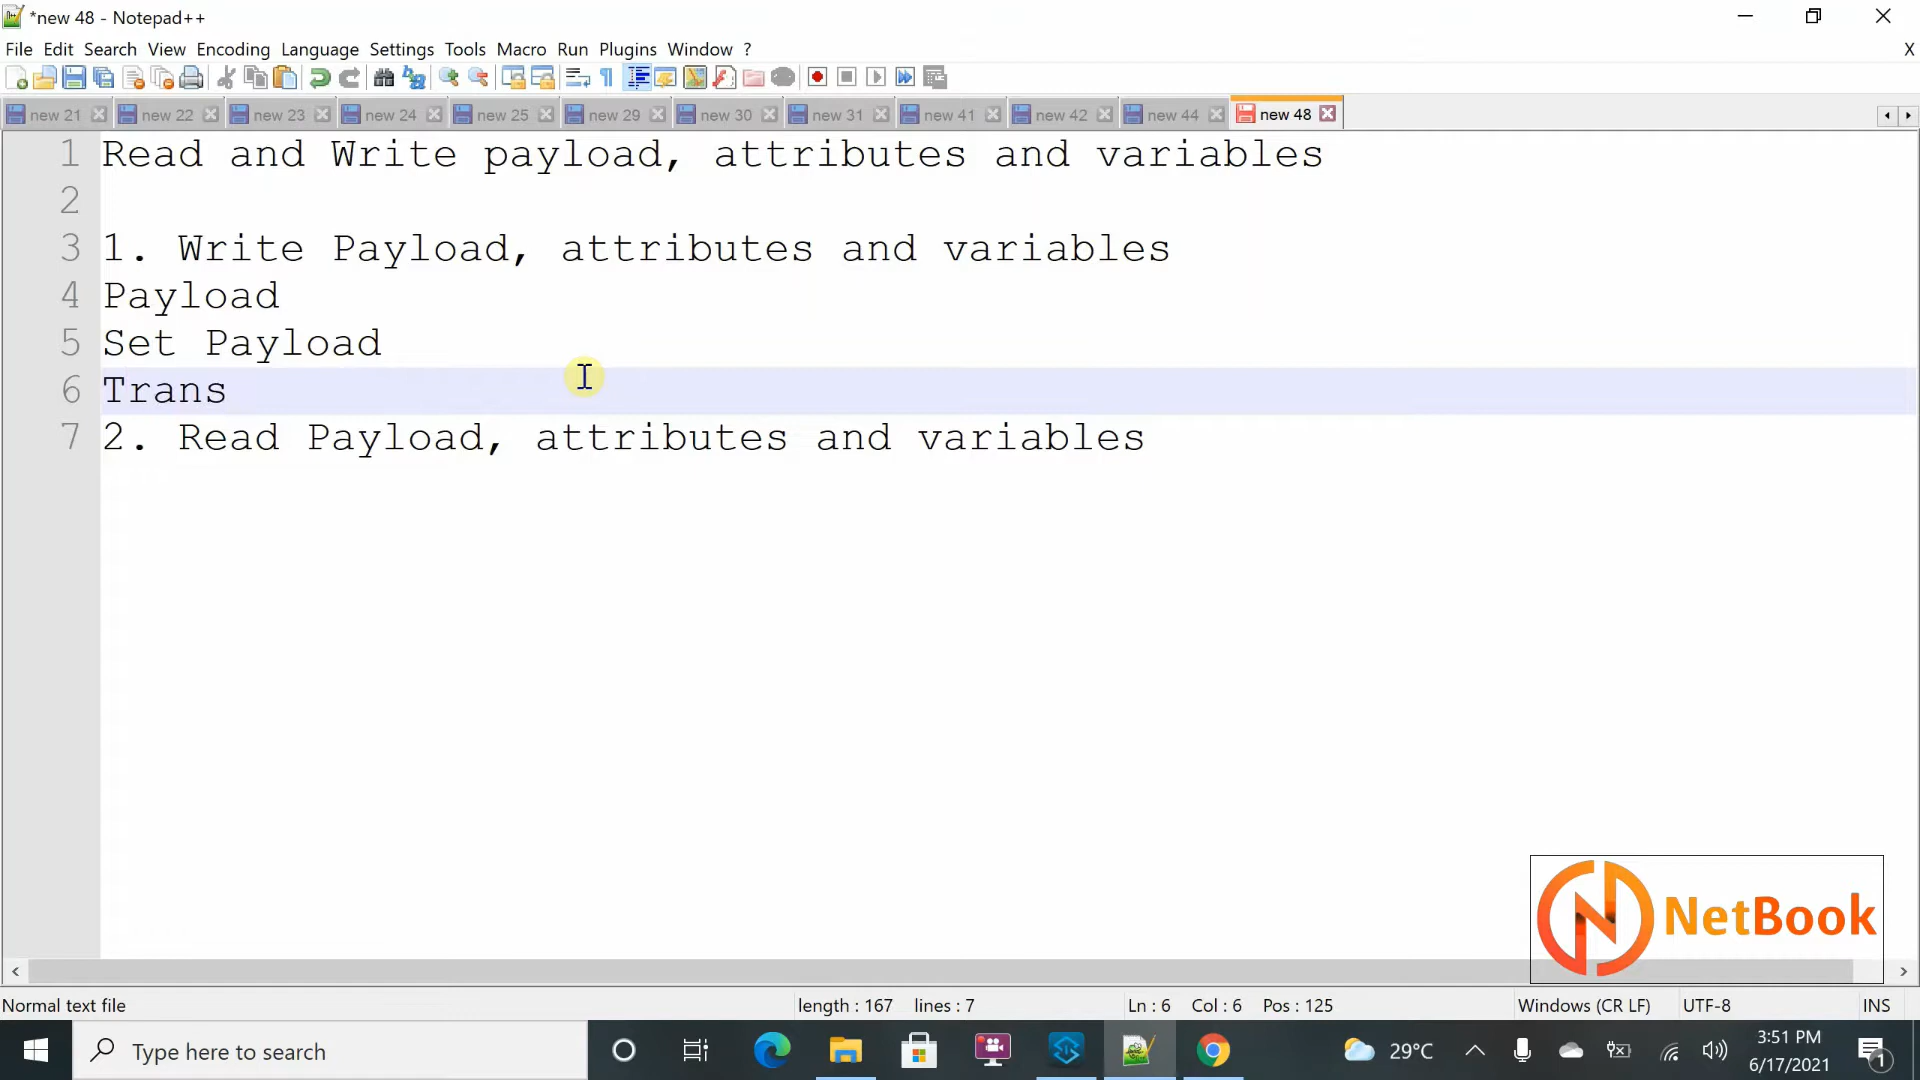 *new 48 - Notepad++
File Edit Search View Encoding Language Settings Tools Macro Run Plugins Window ? X
new 21 new 22 new 23 new 24 new 25 new 29 new 30 new 31 new 41 new 42 new 44 new 48
1 Read and Write payload, attributes and variables
2
3 1. Write Payload, attributes and variables
4 Payload
5 Set Payload
6 Trans
7 2. Read Payload, attributes and variables
NetBook
Normal text file length : 167 lines : 7 Ln : 6 Col : 6 Pos : 125 Windows (CR LF) UTF-8 INS
Type here to search 29°C 3:51 PM
6/17/2021 1